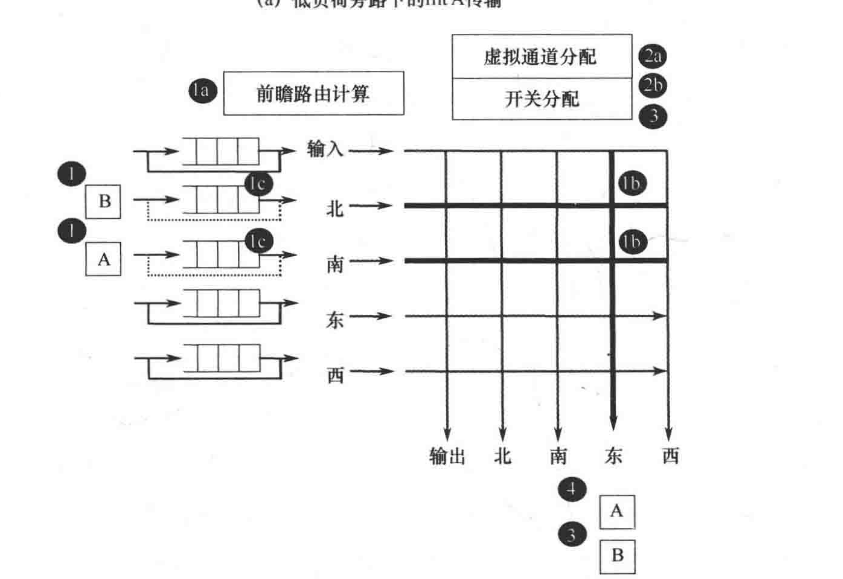 (a) 低负荷旁路下的flit A传输
虚拟通道分配
2a
1a
前瞻路由计算
2b
开关分配
3
输入
1
1c
1b
B
北
1
1c
1b
A
南
东
西
输出 北 南 东 西
4
A
3
B